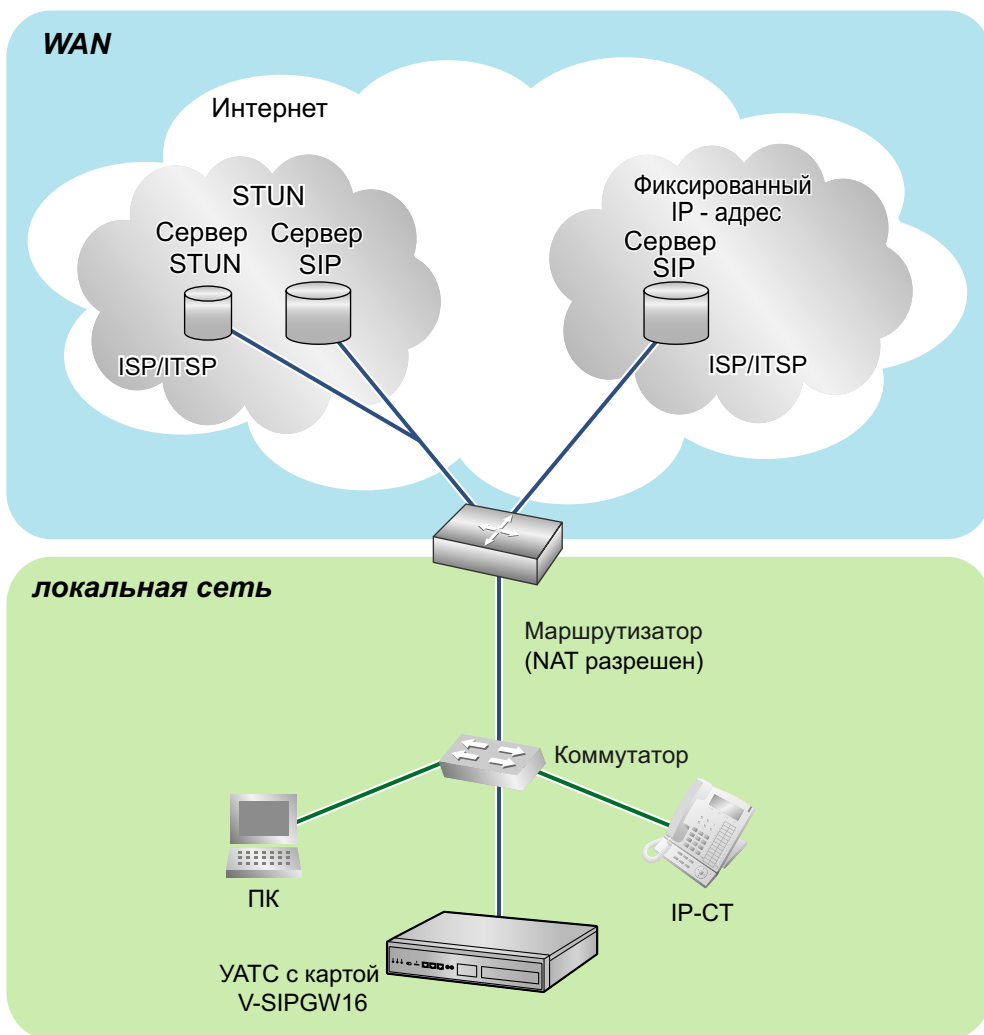 WAN
Интернет
STUN
Сервер
STUN
Сервер
SIP
ISP/ITSP
Фиксированный
IP - адрес
Сервер
SIP
ISP/ITSP
локальная сеть
Маршрутизатор
(NAT разрешен)
Коммутатор
ПК
IP-СТ
УАТС с картой
V-SIPGW16